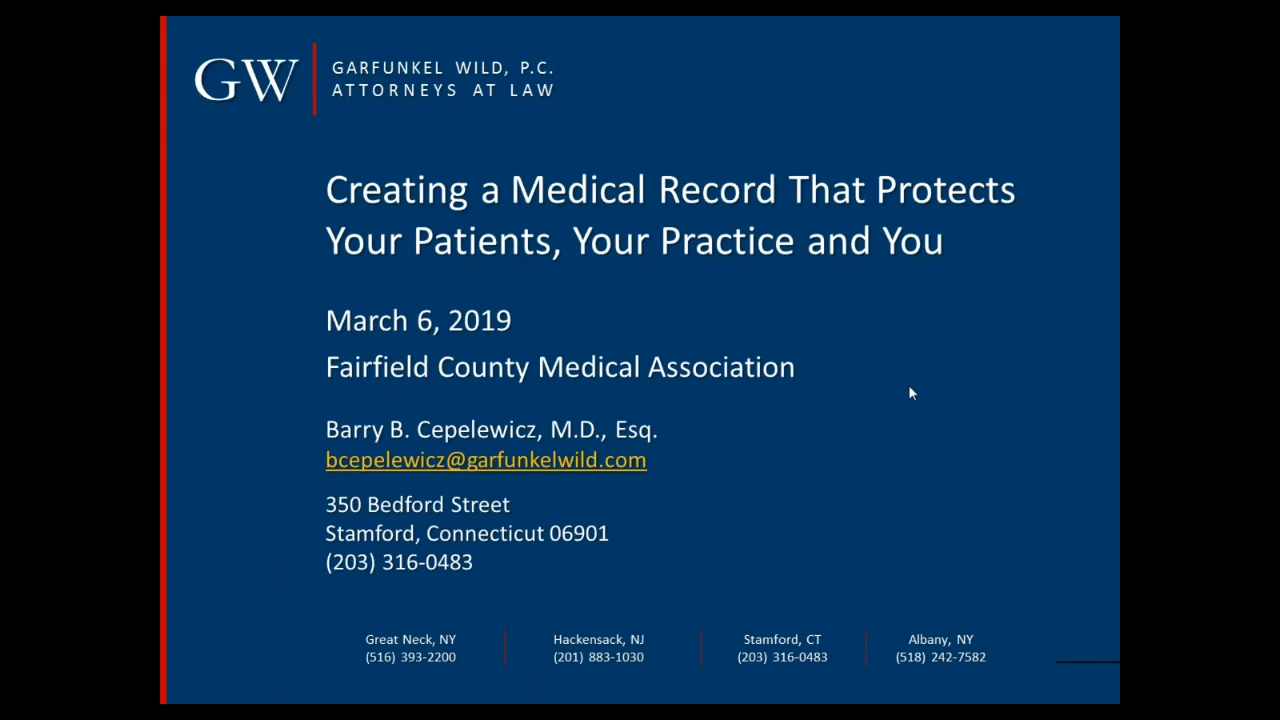 GW
GARFUNKEL WILD, P.C.
ATTORNEYS AT LAW
Creating a Medical Record That Protects
Your Patients, Your Practice and You
March 6, 2019
Fairfield County Medical Association
Barry B. Cepelewicz, M.D., Esq.
bcepelewicz@garfunkelwild.com
350 Bedford Street
Stamford, Connecticut 06901
(203) 316-0483
Great Neck, NY
(516) 393-2200
Hackensack, NJ
(201) 883-1030
Stamford, CT
(203) 316-0483
Albany, NY
(518) 242-7582